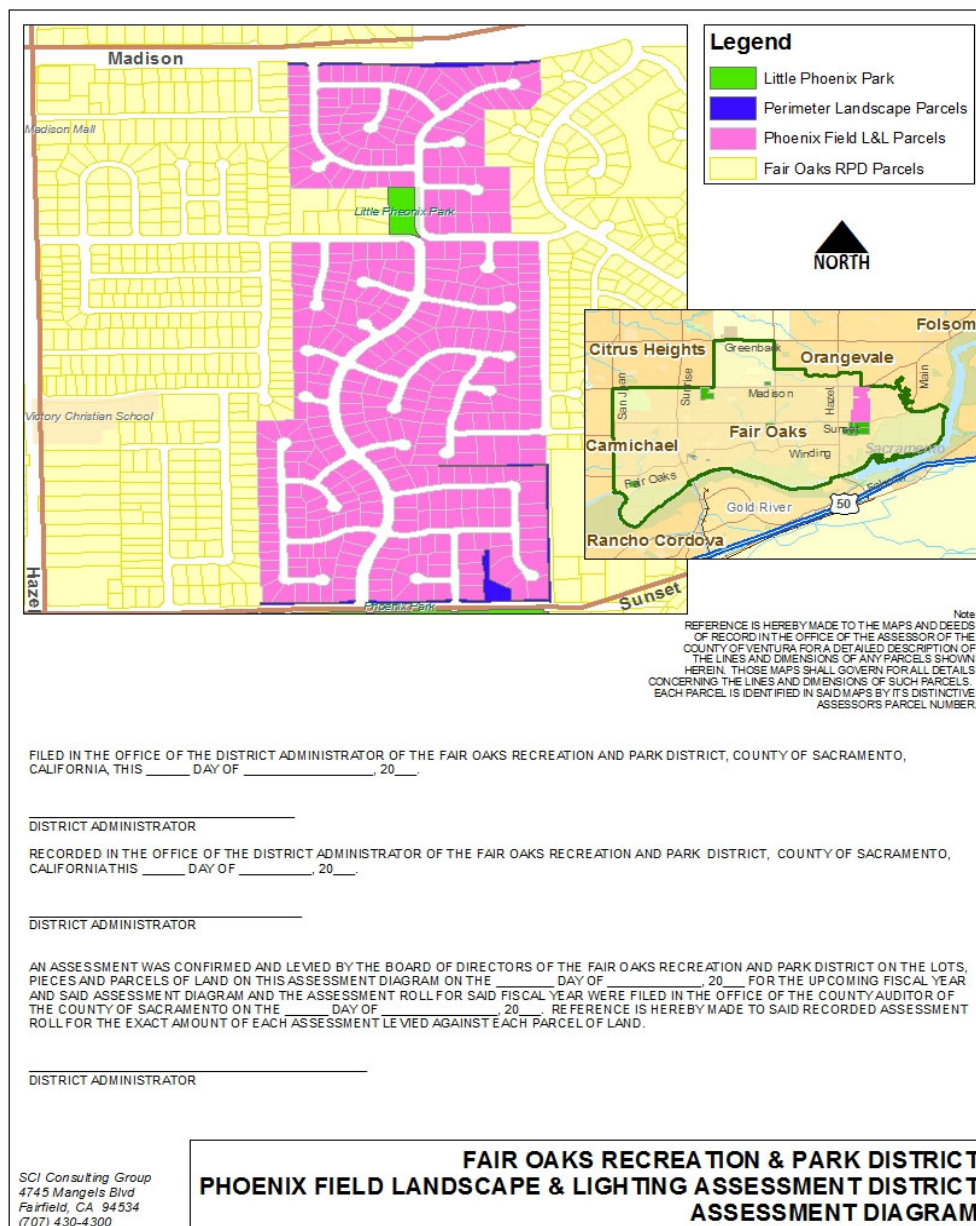 Madison
Madison Mall
Little Pheonix Park
Victory Christian School
Hazel
Phoenix Park
Sunset
Legend
Little Phoenix Park
Perimeter Landscape Parcels
Phoenix Field L&L Parcels
Fair Oaks RPD Parcels
NORTH
Folsom
Citrus Heights
Greenback
Orangevale
San Juan
Sunrise
Madison
Hazel
Main
Fair Oaks
Sunset
Carmichael
Winding
Sacramento
Fair Oaks
Folsom
Gold River
50
Rancho Cordova
Note
REFERENCE IS HEREBY MADE TO THE MAPS AND DEEDS
OF RECORD IN THE OFFICE OF THE ASSESSOR OF THE
COUNTY OF VENTURA FOR A DETAILED DESCRIPTION OF
THE LINES AND DIMENSIONS OF ANY PARCELS SHOWN
HEREIN. THOSE MAPS SHALL GOVERN FOR ALL DETAILS
CONCERNING THE LINES AND DIMENSIONS OF SUCH PARCELS.
EACH PARCEL IS IDENTIFIED IN SAID MAPS BY ITS DISTINCTIVE
ASSESSOR'S PARCEL NUMBER.
FILED IN THE OFFICE OF THE DISTRICT ADMINISTRATOR OF THE FAIR OAKS RECREATION AND PARK DISTRICT, COUNTY OF SACRAMENTO,
CALIFORNIA, THIS ______ DAY OF __________________, 20___.
DISTRICT ADMINISTRATOR
RECORDED IN THE OFFICE OF THE DISTRICT ADMINISTRATOR OF THE FAIR OAKS RECREATION AND PARK DISTRICT, COUNTY OF SACRAMENTO,
CALIFORNIA THIS ______ DAY OF __________, 20___.
DISTRICT ADMINISTRATOR
AN ASSESSMENT WAS CONFIRMED AND LEVIED BY THE BOARD OF DIRECTORS OF THE FAIR OAKS RECREATION AND PARK DISTRICT ON THE LOTS,
PIECES AND PARCELS OF LAND ON THIS ASSESSMENT DIAGRAM ON THE ________ DAY OF _____________, 20___ FOR THE UPCOMING FISCAL YEAR
AND SAID ASSESSMENT DIAGRAM AND THE ASSESSMENT ROLL FOR SAID FISCAL YEAR WERE FILED IN THE OFFICE OF THE COUNTY AUDITOR OF
THE COUNTY OF SACRAMENTO ON THE ______ DAY OF ________________, 20___. REFERENCE IS HEREBY MADE TO SAID RECORDED ASSESSMENT
ROLL FOR THE EXACT AMOUNT OF EACH ASSESSMENT LEVIED AGAINST EACH PARCEL OF LAND.
DISTRICT ADMINISTRATOR
SCI Consulting Group
4745 Mangels Blvd
Fairfield, CA 94534
(707) 430-4300
FAIR OAKS RECREATION & PARK DISTRICT
PHOENIX FIELD LANDSCAPE & LIGHTING ASSESSMENT DISTRICT
ASSESSMENT DIAGRAM